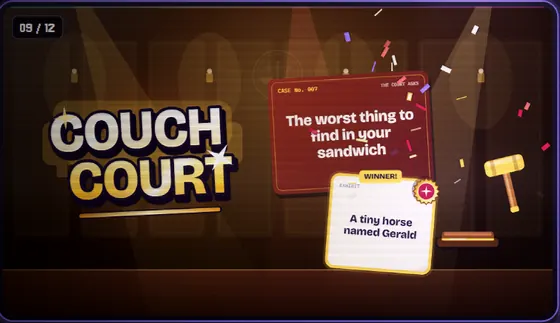 09 / 12
COUCH
COURT
CASE No. 007
THE COURT ASKS
The worst thing to
find in your
sandwich
WINNER!
EXHIBIT
A tiny horse
named Gerald